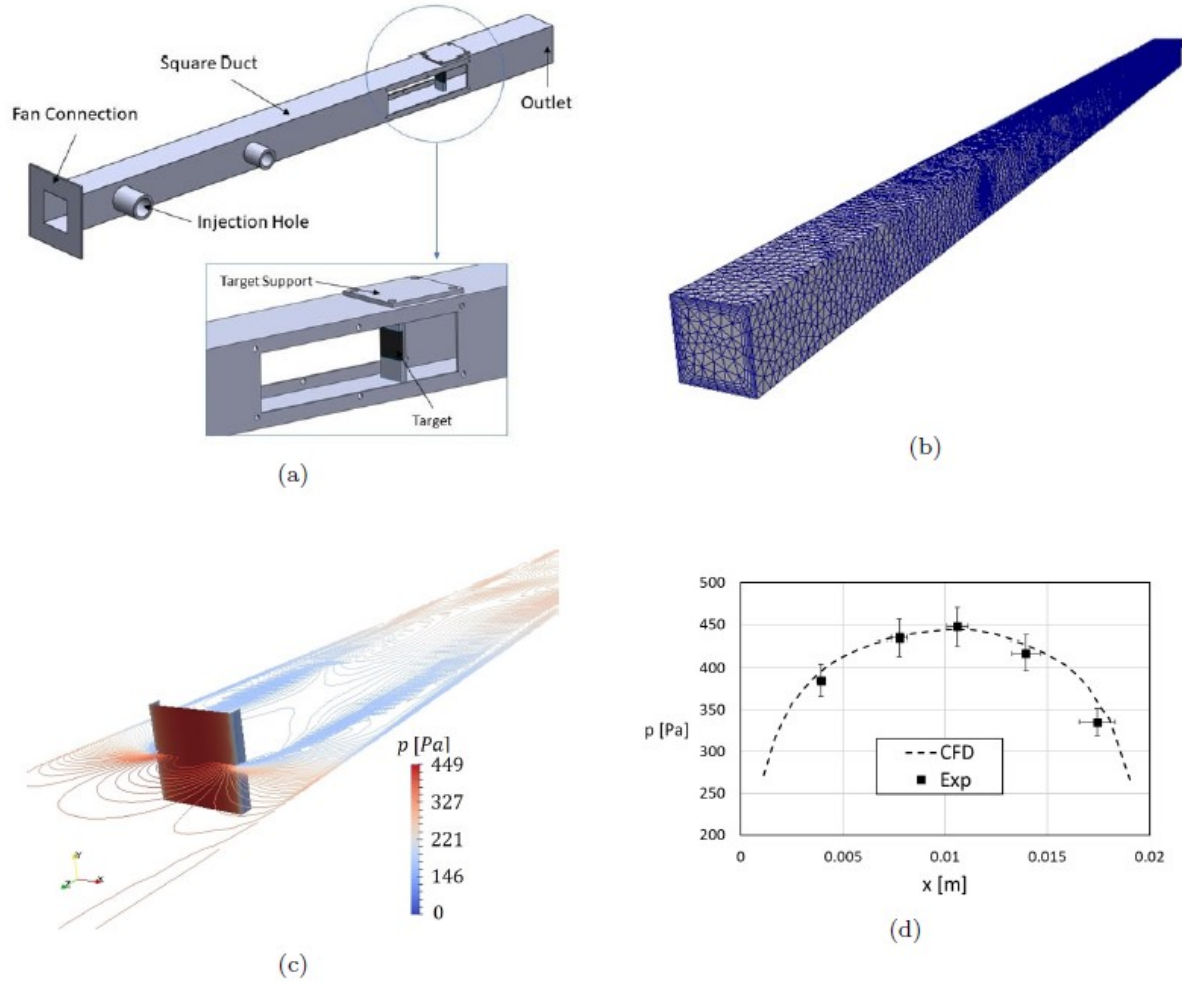 Square Duct
Outlet
Fan Connection
Injection Hole
Target Support
Target
(a)
(b)
p [Pa]
449
327
221
146
0
Y
Z
X
(c)
500
450
400
350
300
250
200
p [Pa]
CFD
Exp
0
0.005
0.01
0.015
0.02
x [m]
(d)